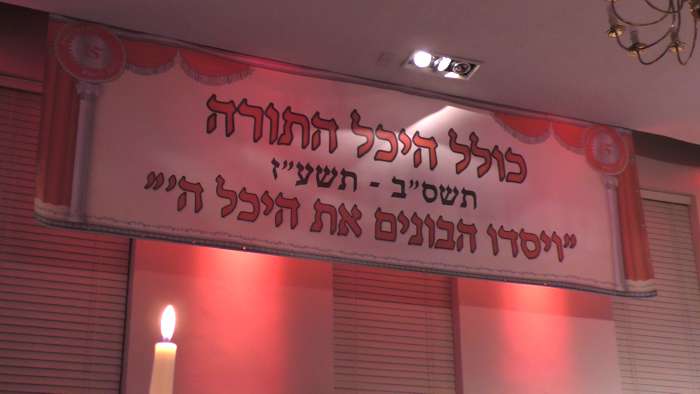 כולל היכל התורה
תשס"ב - תשע"ז
"ויסדו הבונים את היכל ה'"